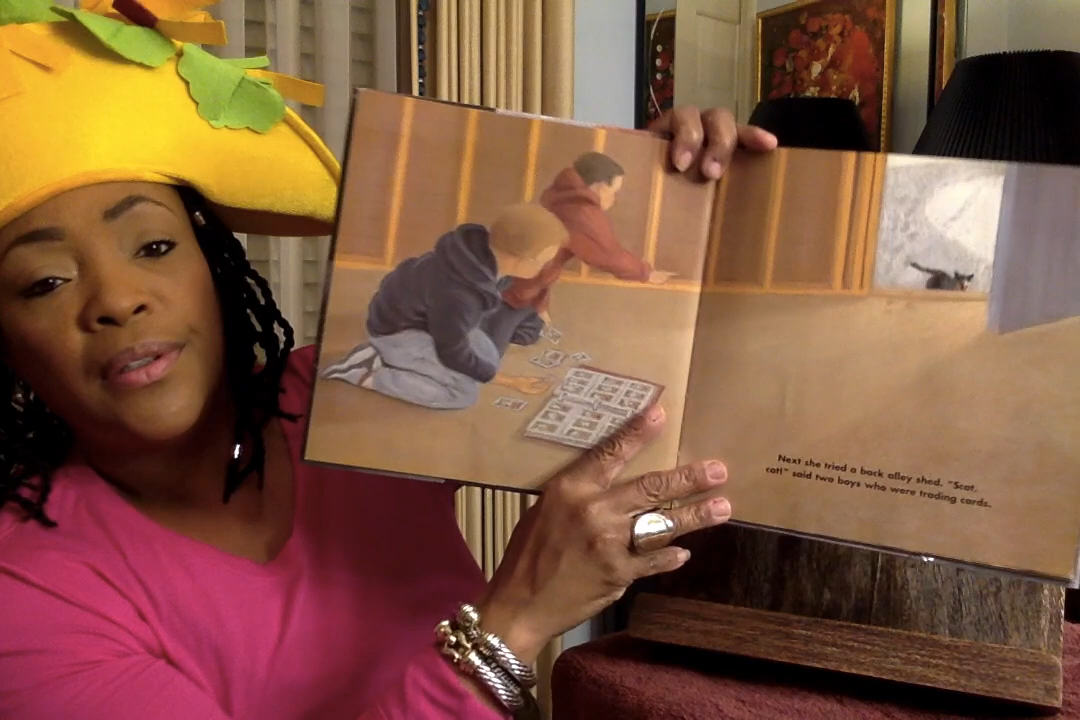 Next she tried a back alley shed. "Scat,
cat!" said two boys who were trading cards.